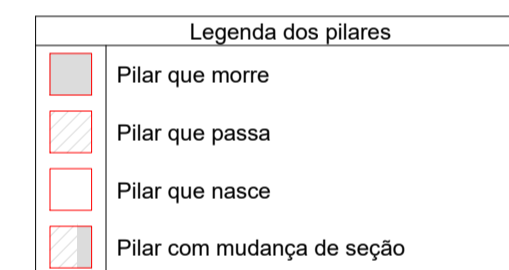 Legenda dos pilares
Pilar que morre
Pilar que passa
Pilar que nasce
Pilar com mudança de seção